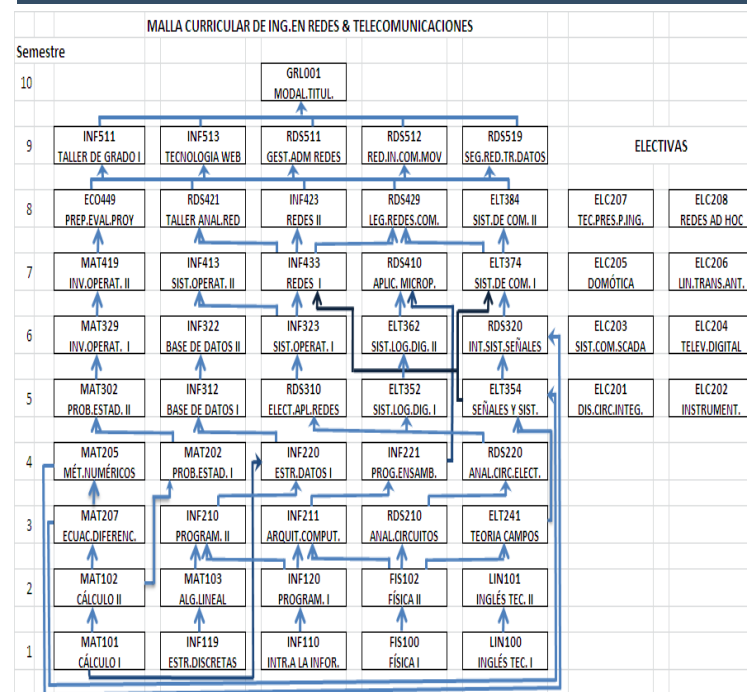 MALLA CURRICULAR DE ING.EN REDES & TELECOMUNICACIONES
Semestre
10
GRL001
MODAL.TITUL.
9
INF511
TALLER DE GRADO I
INF513
TECNOLOGIA WEB
RDS511
GEST.ADM REDES
RDS512
RED.IN.COM.MOV
RDS519
SEG.RED.TR.DATOS
ELECTIVAS
8
ECO449
PREP.EVAL.PROY
RDS421
TALLER ANAL.RED
INF423
REDES II
RDS429
LEG.REDES.COM.
ELT384
SIST.DE COM. II
ELC207
TEC.PRES.P.ING.
ELC208
REDES AD HOC
7
MAT419
INV.OPERAT. II
INF413
SIST.OPERAT. II
INF433
REDES I
RDS410
APLIC. MICROP.
ELT374
SIST.DE COM. I
ELC205
DOMÓTICA
ELC206
LIN.TRANS.ANT.
6
MAT329
INV.OPERAT. I
INF322
BASE DE DATOS II
INF323
SIST.OPERAT. I
ELT362
SIST.LOG.DIG. II
RDS320
INT.SIST.SEÑALES
ELC203
SIST.COM.SCADA
ELC204
TELEV.DIGITAL
5
MAT302
PROB.ESTAD. II
INF312
BASE DE DATOS I
RDS310
ELECT.APL.REDES
ELT352
SIST.LOG.DIG. I
ELT354
SEÑALES Y SIST.
ELC201
DIS.CIRC.INTEG.
ELC202
INSTRUMENT.
4
MAT205
MÉT.NUMÉRICOS
MAT202
PROB.ESTAD. I
INF220
ESTR.DATOS I
INF221
PROG.ENSAMB.
RDS220
ANAL.CIRC.ELECT.
3
MAT207
ECUAC.DIFERENC.
INF210
PROGRAM. II
INF211
ARQUIT.COMPUT.
RDS210
ANAL.CIRCUITOS
ELT241
TEORIA CAMPOS
2
MAT102
CÁLCULO II
MAT103
ALG.LINEAL
INF120
PROGRAM. I
FIS102
FÍSICA II
LIN101
INGLÉS TEC. II
1
MAT101
CÁLCULO I
INF119
ESTR.DISCRETAS
INF110
INTR.A LA INFOR.
FIS100
FÍSICA I
LIN100
INGLÉS TEC. I